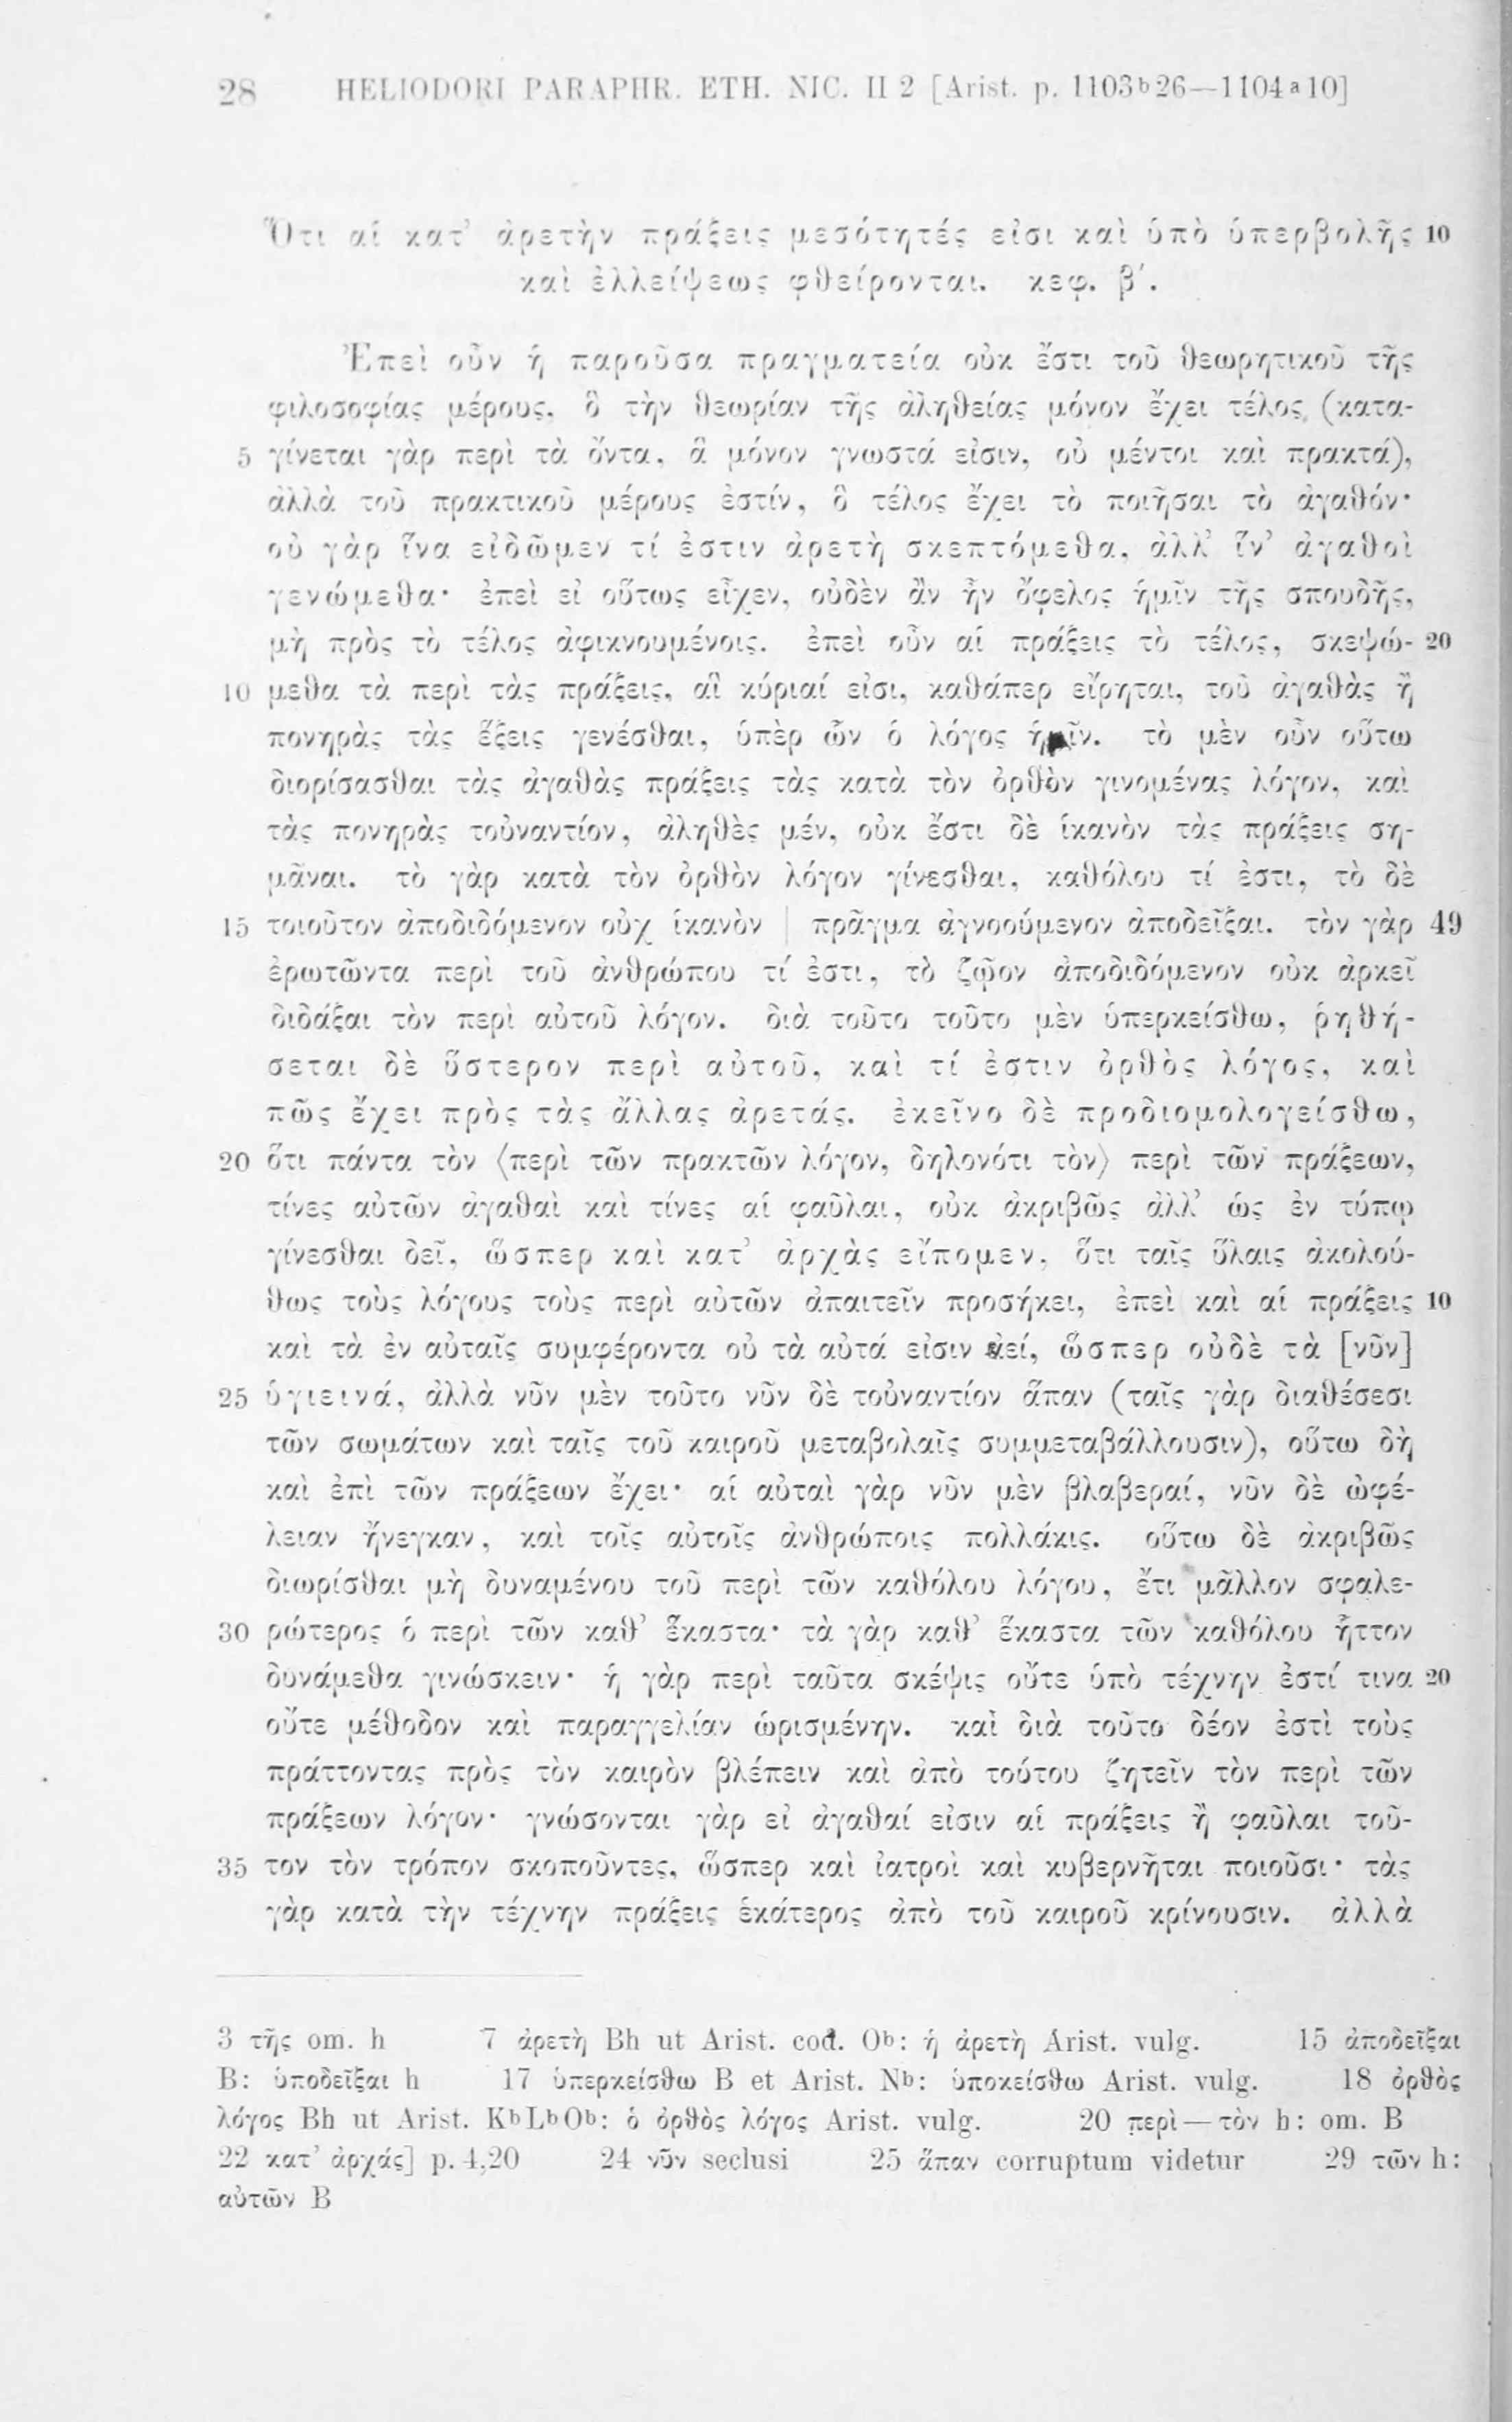 28 HELIODORI PARAPHR. ETH. NIC. II 2 [Arist. p. 1103ᵇ26—1104ᵃ10]
Ὅτι αἱ κατ’ ἀρετὴν πράξεις μεσότητές εἰσι καὶ ὑπὸ ὑπερβολῆς 10
καὶ ἐλλείψεως φθείρονται. κεφ. β΄.
Ἐπεὶ οὖν ἡ παροῦσα πραγματεία οὐκ ἔστι τοῦ θεωρητικοῦ τῆς
φιλοσοφίας μέρους, ὃ τὴν θεωρίαν τῆς ἀληθείας μόνον ἔχει τέλος (κατα-
5 γίνεται γὰρ περὶ τὰ ὄντα, ἃ μόνον γνωστά εἰσιν, οὐ μέντοι καὶ πρακτά),
ἀλλὰ τοῦ πρακτικοῦ μέρους ἐστίν, ὃ τέλος ἔχει τὸ ποιῆσαι τὸ ἀγαθόν·
οὐ γὰρ ἵνα εἰδῶμεν τί ἐστιν ἀρετὴ σκεπτόμεθα, ἀλλ’ ἵν’ ἀγαθοὶ
γενώμεθα· ἐπεὶ εἰ οὕτως εἶχεν, οὐδὲν ἂν ἦν ὄφελος ἡμῖν τῆς σπουδῆς,
μὴ πρὸς τὸ τέλος ἀφικνουμένοις. ἐπεὶ οὖν αἱ πράξεις τὸ τέλος, σκεψώ- 20
10 μεθα τὰ περὶ τὰς πράξεις, αἳ κύριαί εἰσι, καθάπερ εἴρηται, τοῦ ἀγαθὰς ἢ
πονηρὰς τὰς ἕξεις γενέσθαι, ὑπὲρ ὧν ὁ λόγος ἡμῖν. τὸ μὲν οὖν οὕτω
διορίσασθαι τὰς ἀγαθὰς πράξεις τὰς κατὰ τὸν ὀρθὸν γινομένας λόγον, καὶ
τὰς πονηρὰς τοὐναντίον, ἀληθὲς μέν, οὐκ ἔστι δὲ ἱκανὸν τὰς πράξεις ση-
μᾶναι. τὸ γὰρ κατὰ τὸν ὀρθὸν λόγον γίνεσθαι, καθόλου τί ἐστι, τὸ δὲ
15 τοιοῦτον ἀποδιδόμενον οὐχ ἱκανὸν | πρᾶγμα ἀγνοούμενον ἀποδεῖξαι. τὸν γὰρ 49
ἐρωτῶντα περὶ τοῦ ἀνθρώπου τί ἐστι, τὸ ζῷον ἀποδιδόμενον οὐκ ἀρκεῖ
διδάξαι τὸν περὶ αὐτοῦ λόγον. διὰ τοῦτο τοῦτο μὲν ὑπερκείσθω, ῥηθή-
σεται δὲ ὕστερον περὶ αὐτοῦ, καὶ τί ἐστιν ὀρθὸς λόγος, καὶ
πῶς ἔχει πρὸς τὰς ἄλλας ἀρετάς. ἐκεῖνο δὲ προδιομολογείσθω,
20 ὅτι πάντα τὸν ⟨περὶ τῶν πρακτῶν λόγον, δηλονότι τὸν⟩ περὶ τῶν πράξεων,
τίνες αὐτῶν ἀγαθαὶ καὶ τίνες αἱ φαῦλαι, οὐκ ἀκριβῶς ἀλλ’ ὡς ἐν τύπῳ
γίνεσθαι δεῖ, ὥσπερ καὶ κατ’ ἀρχὰς εἴπομεν, ὅτι ταῖς ὕλαις ἀκολού-
θως τοὺς λόγους τοὺς περὶ αὐτῶν ἀπαιτεῖν προσήκει, ἐπεὶ καὶ αἱ πράξεις 10
καὶ τὰ ἐν αὐταῖς συμφέροντα οὐ τὰ αὐτά εἰσιν ἀεί, ὥσπερ οὐδὲ τὰ [νῦν]
25 ὑγιεινά, ἀλλὰ νῦν μὲν τοῦτο νῦν δὲ τοὐναντίον ἅπαν (ταῖς γὰρ διαθέσεσι
τῶν σωμάτων καὶ ταῖς τοῦ καιροῦ μεταβολαῖς συμμεταβάλλουσιν), οὕτω δὴ
καὶ ἐπὶ τῶν πράξεων ἔχει· αἱ αὐταὶ γὰρ νῦν μὲν βλαβεραί, νῦν δὲ ὠφέ-
λειαν ἤνεγκαν, καὶ τοῖς αὐτοῖς ἀνθρώποις πολλάκις. οὕτω δὲ ἀκριβῶς
διωρίσθαι μὴ δυναμένου τοῦ περὶ τῶν καθόλου λόγου, ἔτι μᾶλλον σφαλε-
30 ρώτερος ὁ περὶ τῶν καθ’ ἕκαστα· τὰ γὰρ καθ’ ἕκαστα τῶν καθόλου ἧττον
δυνάμεθα γινώσκειν· ἡ γὰρ περὶ ταῦτα σκέψις οὔτε ὑπὸ τέχνην ἐστί τινα 20
οὔτε μέθοδον καὶ παραγγελίαν ὡρισμένην. καὶ διὰ τοῦτο δέον ἐστὶ τοὺς
πράττοντας πρὸς τὸν καιρὸν βλέπειν καὶ ἀπὸ τούτου ζητεῖν τὸν περὶ τῶν
πράξεων λόγον· γνώσονται γὰρ εἰ ἀγαθαί εἰσιν αἱ πράξεις ἢ φαῦλαι τοῦ-
35 τον τὸν τρόπον σκοποῦντες, ὥσπερ καὶ ἰατροὶ καὶ κυβερνῆται ποιοῦσι· τὰς
γὰρ κατὰ τὴν τέχνην πράξεις ἑκάτερος ἀπὸ τοῦ καιροῦ κρίνουσιν. ἀλλὰ
3 τῆς om. h 7 ἀρετὴ Bh ut Arist. cod. Oᵇ: ἡ ἀρετὴ Arist. vulg. 15 ἀποδεῖξαι
B: ὑποδεῖξαι h 17 ὑπερκείσθω B et Arist. Nᵇ: ὑποκείσθω Arist. vulg. 18 ὀρθὸς
λόγος Bh ut Arist. KᵇLᵇOᵇ: ὁ ὀρθὸς λόγος Arist. vulg. 20 περὶ—τὸν h: om. B
22 κατ’ ἀρχάς] p. 4,20 24 νῦν seclusi 25 ἅπαν corruptum videtur 29 τῶν h:
αὐτῶν B